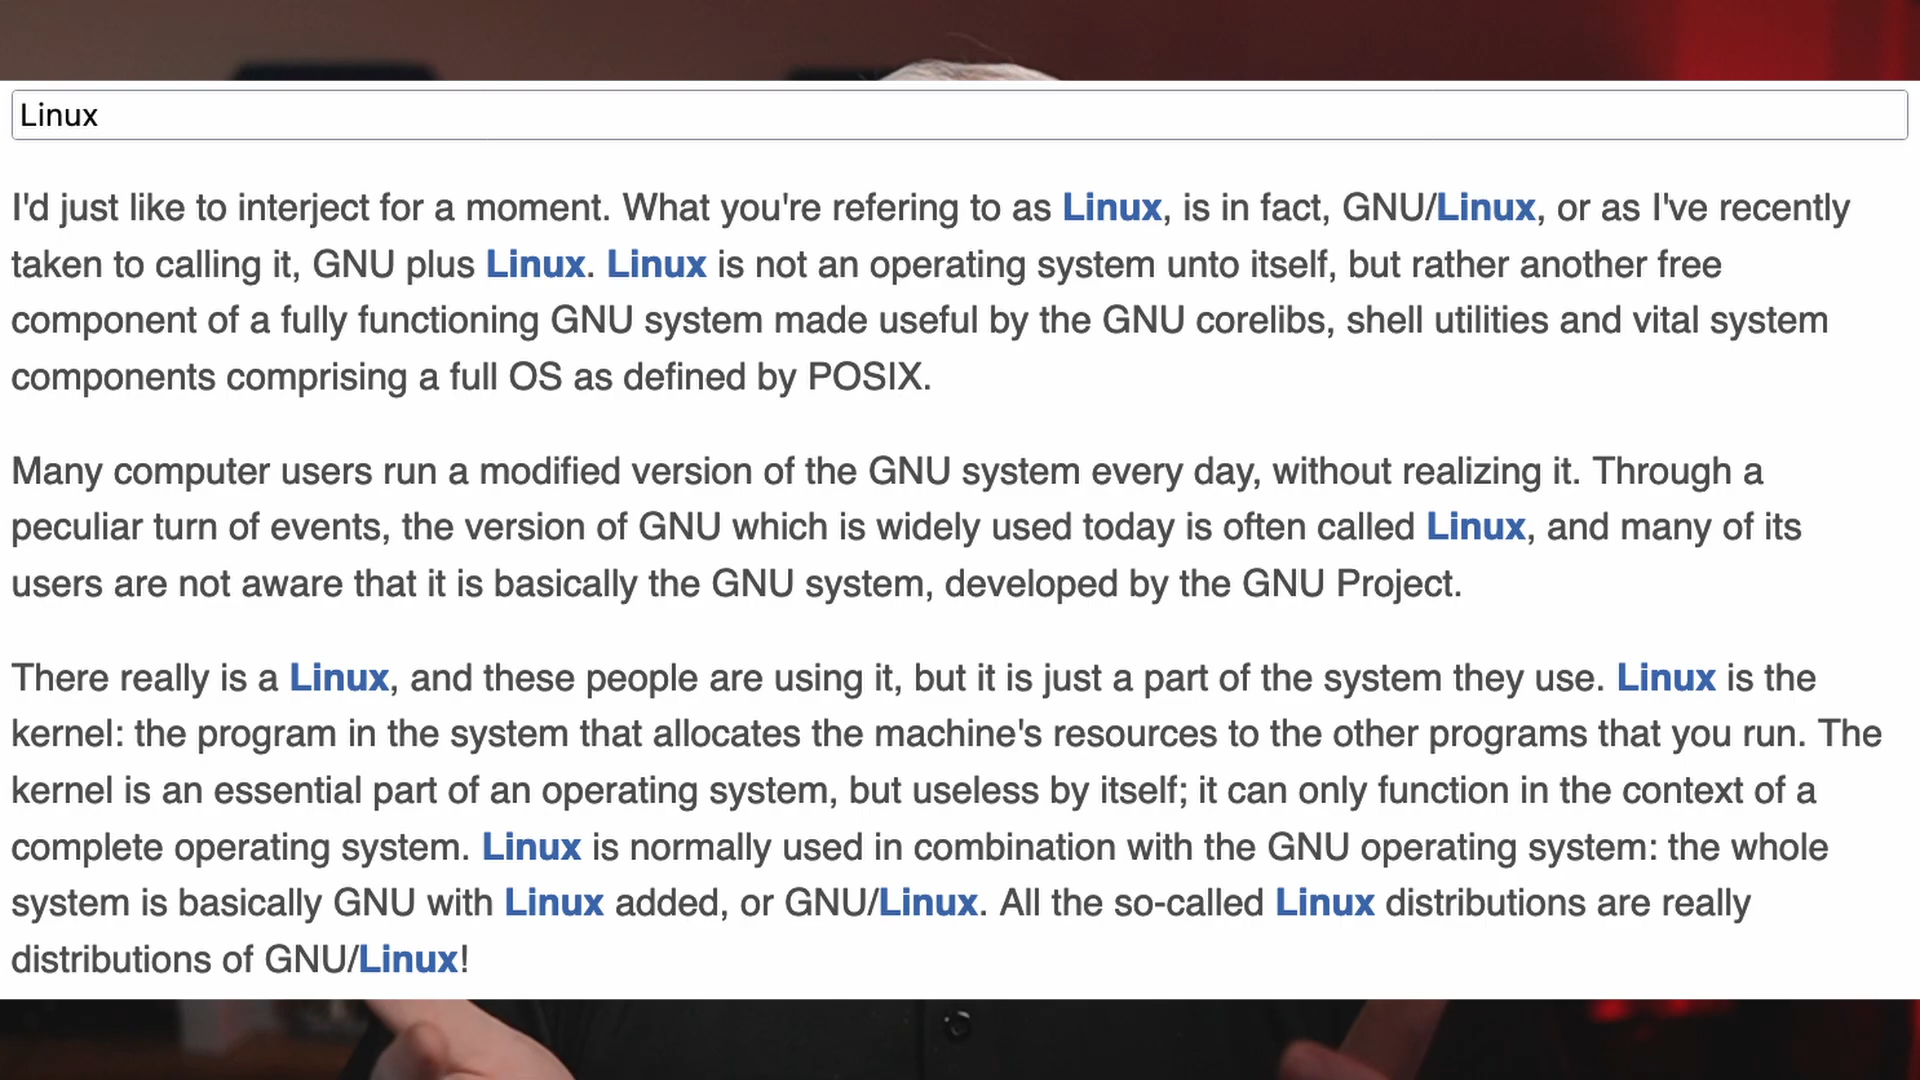 Linux
I'd just like to interject for a moment. What you're refering to as Linux, is in fact, GNU/Linux, or as I've recently
taken to calling it, GNU plus Linux. Linux is not an operating system unto itself, but rather another free
component of a fully functioning GNU system made useful by the GNU corelibs, shell utilities and vital system
components comprising a full OS as defined by POSIX.
Many computer users run a modified version of the GNU system every day, without realizing it. Through a
peculiar turn of events, the version of GNU which is widely used today is often called Linux, and many of its
users are not aware that it is basically the GNU system, developed by the GNU Project.
There really is a Linux, and these people are using it, but it is just a part of the system they use. Linux is the
kernel: the program in the system that allocates the machine's resources to the other programs that you run. The
kernel is an essential part of an operating system, but useless by itself; it can only function in the context of a
complete operating system. Linux is normally used in combination with the GNU operating system: the whole
system is basically GNU with Linux added, or GNU/Linux. All the so-called Linux distributions are really
distributions of GNU/Linux!